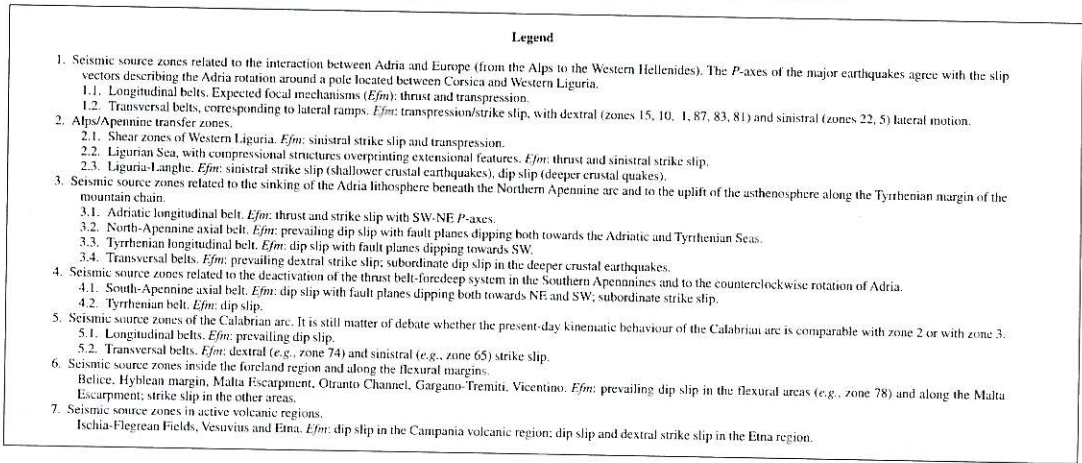 Legend
1. Seismic source zones related to the interaction between Adria and Europe (from the Alps to the Western Hellenides). The P-axes of the major earthquakes agree with the slip
vectors describing the Adria rotation around a pole located between Corsica and Western Liguria.
1.1. Longitudinal belts. Expected focal mechanisms (Efm): thrust and transpression.
1.2. Transversal belts, corresponding to lateral ramps. Efm: transpression/strike slip, with dextral (zones 15, 10, 1, 87, 83, 81) and sinistral (zones 22, 5) lateral motion.
2. Alps/Apennine transfer zones.
2.1. Shear zones of Western Liguria. Efm: sinistral strike slip and transpression.
2.2. Ligurian Sea, with compressional structures overprinting extensional features. Efm: thrust and sinistral strike slip.
2.3. Liguria-Langhe. Efm: sinistral strike slip (shallower crustal earthquakes), dip slip (deeper crustal quakes).
3. Seismic source zones related to the sinking of the Adria lithosphere beneath the Northern Apennine arc and to the uplift of the asthenosphere along the Tyrrhenian margin of the
mountain chain.
3.1. Adriatic longitudinal belt. Efm: thrust and strike slip with SW-NE P-axes.
3.2. North-Apennine axial belt. Efm: prevailing dip slip with fault planes dipping both towards the Adriatic and Tyrrhenian Seas.
3.3. Tyrrhenian longitudinal belt. Efm: dip slip with fault planes dipping towards SW.
3.4. Transversal belts. Efm: prevailing dextral strike slip; subordinate dip slip in the deeper crustal earthquakes.
4. Seismic source zones related to the deactivation of the thrust belt-foredeep system in the Southern Apennnines and to the counterclockwise rotation of Adria.
4.1. South-Apennine axial belt. Efm: dip slip with fault planes dipping both towards NE and SW; subordinate strike slip.
4.2. Tyrrhenian belt. Efm: dip slip.
5. Seismic source zones of the Calabrian arc. It is still matter of debate whether the present-day kinematic behaviour of the Calabrian arc is comparable with zone 2 or with zone 3.
5.1. Longitudinal belts. Efm: prevailing dip slip.
5.2. Transversal belts. Efm: dextral (e.g., zone 74) and sinistral (e.g., zone 65) strike slip.
6. Seismic source zones inside the foreland region and along the flexural margins.
Belice, Hyblean margin, Malta Escarpment, Otranto Channel, Gargano-Tremiti, Vicentino. Efm: prevailing dip slip in the flexural areas (e.g., zone 78) and along the Malta
Escarpment; strike slip in the other areas.
7. Seismic source zones in active volcanic regions.
Ischia-Flegrean Fields, Vesuvius and Etna. Efm: dip slip in the Campania volcanic region; dip slip and dextral strike slip in the Etna region.